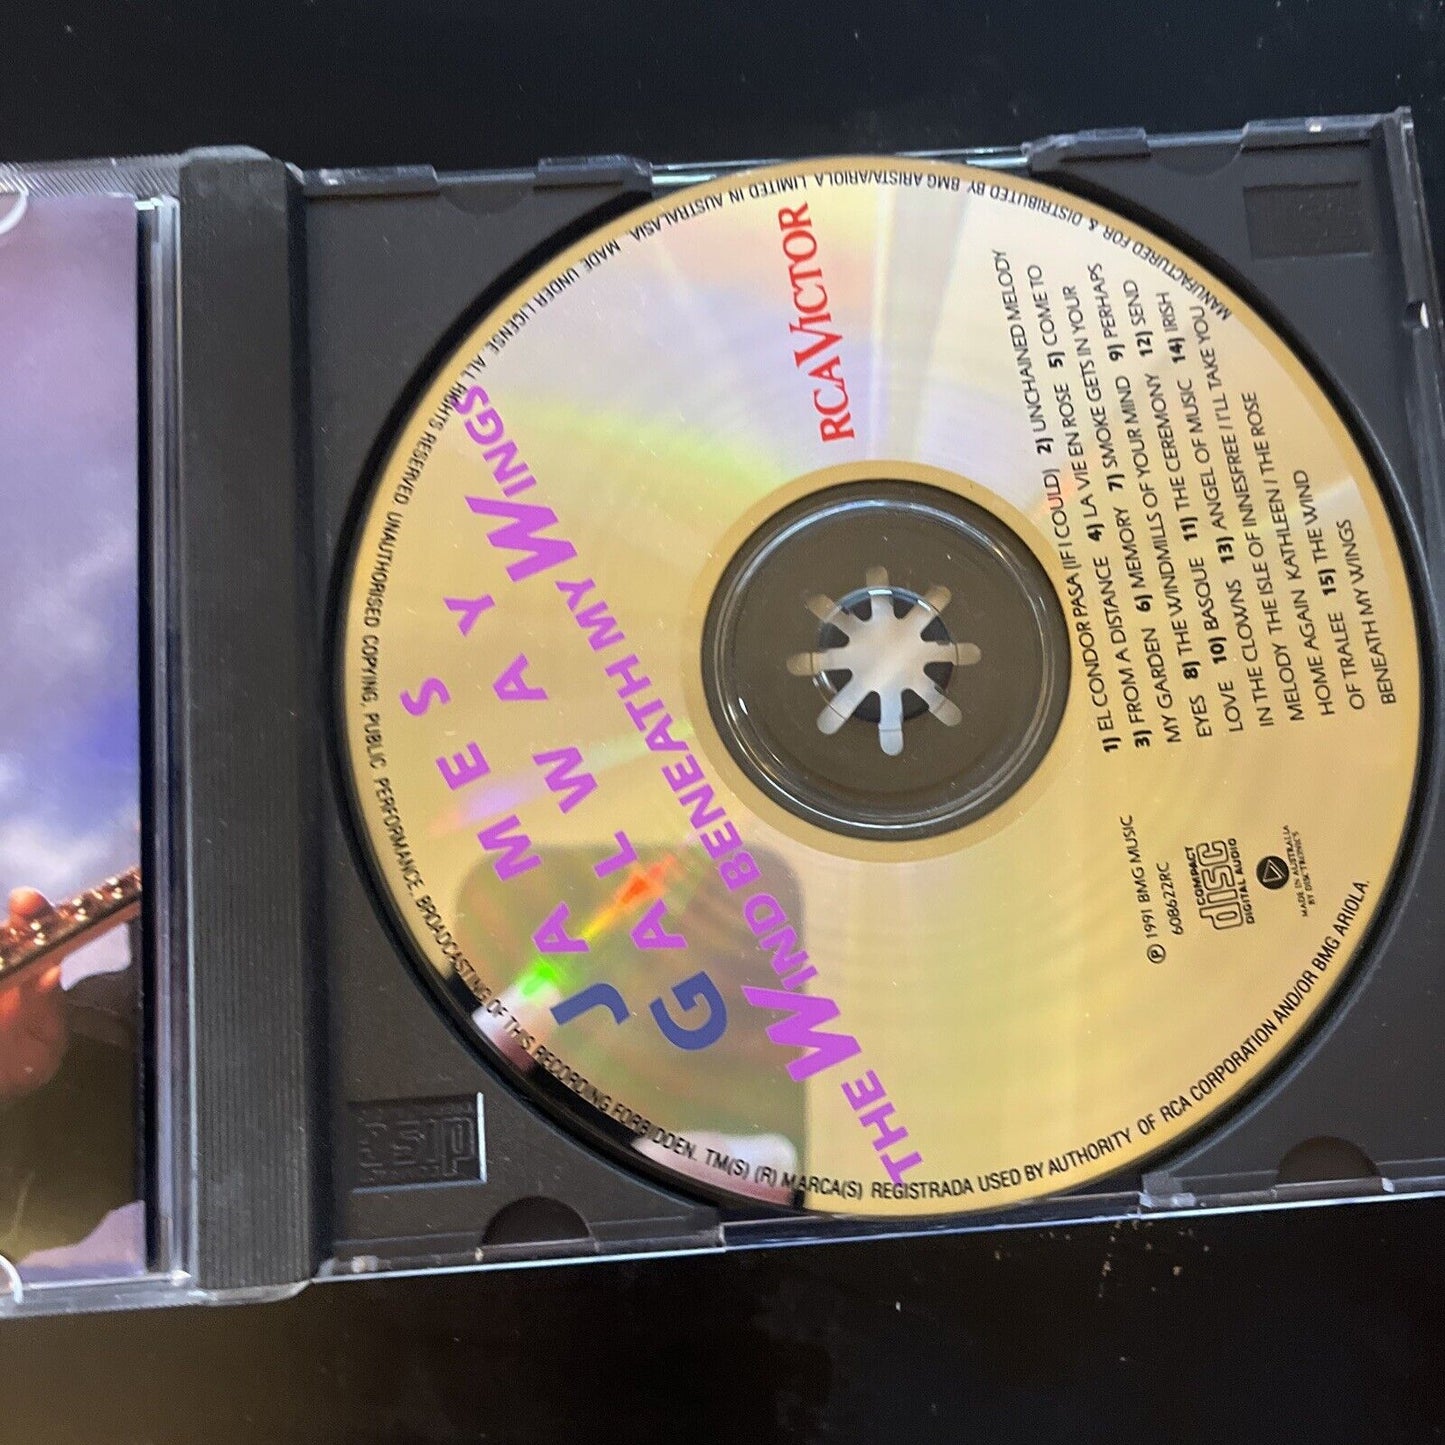 JAMES
GALWAY
THE WIND BENEATH MY WINGS
RCA VICTOR
1) EL CONDOR PASA (IF I COULD) 2) UNCHAINED MELODY
3) FROM A DISTANCE 4) LA VIE EN ROSE 5) COME TO
MY GARDEN 6) MEMORY 7) SMOKE GETS IN YOUR
EYES 8) THE WINDMILLS OF YOUR MIND 9) PERHAPS
LOVE 10) BASQUE 11) THE CEREMONY 12) SEND
IN THE CLOWNS 13) ANGEL OF MUSIC 14) IRISH
MELODY THE ISLE OF INNESFREE / I'LL TAKE YOU
HOME AGAIN KATHLEEN / THE ROSE
OF TRALEE 15) THE WIND
BENEATH MY WINGS
℗ 1991 BMG MUSIC
608622RC
COMPACT
disc
DIGITAL AUDIO
MADE IN AUSTRALIA
BY DISCTRONICS
MANUFACTURED FOR & DISTRIBUTED BY BMG ARISTA/ARIOLA LIMITED IN AUSTRALASIA. MADE UNDER LICENSE. ALL RIGHTS RESERVED UNAUTHORISED COPYING, PUBLIC PERFORMANCE, BROADCASTING OF THIS RECORDING FORBIDDEN. TM(S) (R) MARCA(S) REGISTRADA USED BY AUTHORITY OF RCA CORPORATION AND/OR BMG ARIOLA.